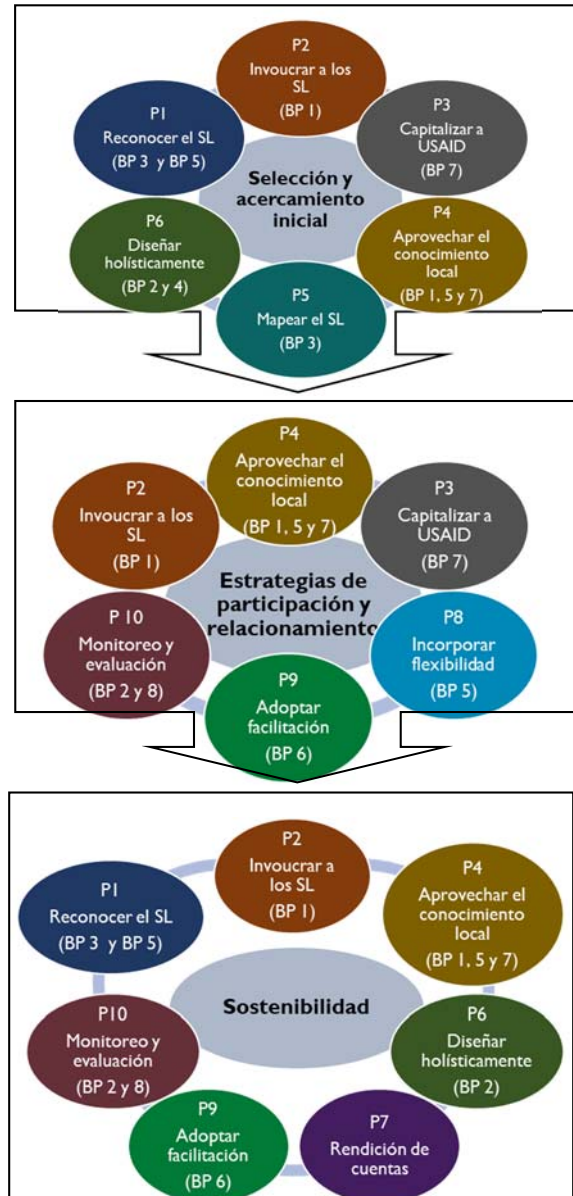 P2
Invoucrar a los
SL
(BP 1)
P1
Reconocer el SL
(BP 3 y BP 5)
P3
Capitalizar a
USAID
(BP 7)
Selección y
acercamiento
inicial
P6
Diseñar
holísticamente
(BP 2 y 4)
P4
Aprovechar el
conocimiento local
(BP 1, 5 y 7)
P5
Mapear el SL
(BP 3)
P4
Aprovechar el
conocimiento
local
(BP 1, 5 y 7)
P2
Invoucrar a los
SL
(BP 1)
P3
Capitalizar a
USAID
(BP 7)
Estrategias de
participación y
relacionamiento
P 10
Monitoreo y
evaluación
(BP 2 y 8)
P8
Incorporar
flexibilidad
(BP 5)
P9
Adoptar
facilitación
(BP 6)
P2
Invoucrar a
los SL
(BP 1)
P1
Reconocer el SL
(BP 3 y BP 5)
P4
Aprovechar el
conocimiento
local
(BP 1, 5 y 7)
Sostenibilidad
P10
Monitoreo y
evaluación
(BP 2 y 8)
P6
Diseñar
holísticamente
(BP 2)
P9
Adoptar
facilitación
(BP 6)
P7
Rendición de
cuentas